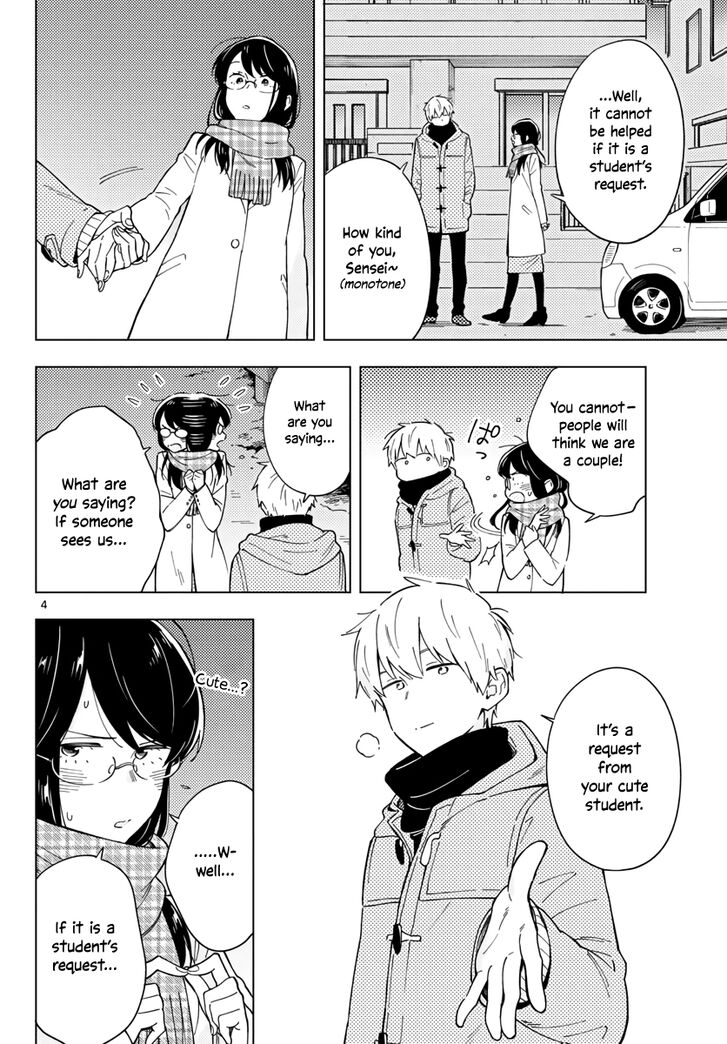 ...Well,
it cannot
be helped
if it is a
student's
request.
How kind
of you,
Sensei~
(monotone)
You cannot—
people will
think we are
a couple!
ぱっ
What
are you
saying...
What are
you saying?
If someone
sees us...
4
It's a
request
from
your cute
student.
Cute...?
.....W-
well...
If it is a
student's
request...